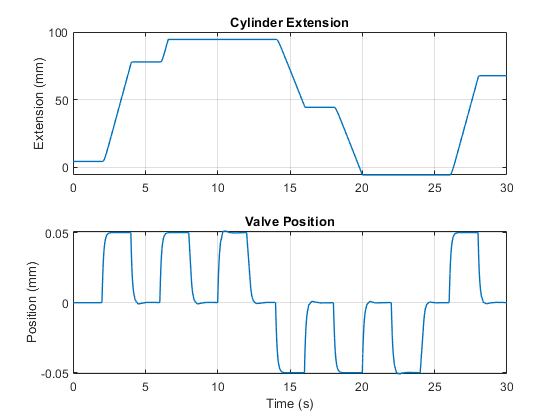 Cylinder Extension
100
50
0
Extension (mm)
0 5 10 15 20 25 30
Valve Position
0.05
0
-0.05
Position (mm)
0 5 10 15 20 25 30
Time (s)